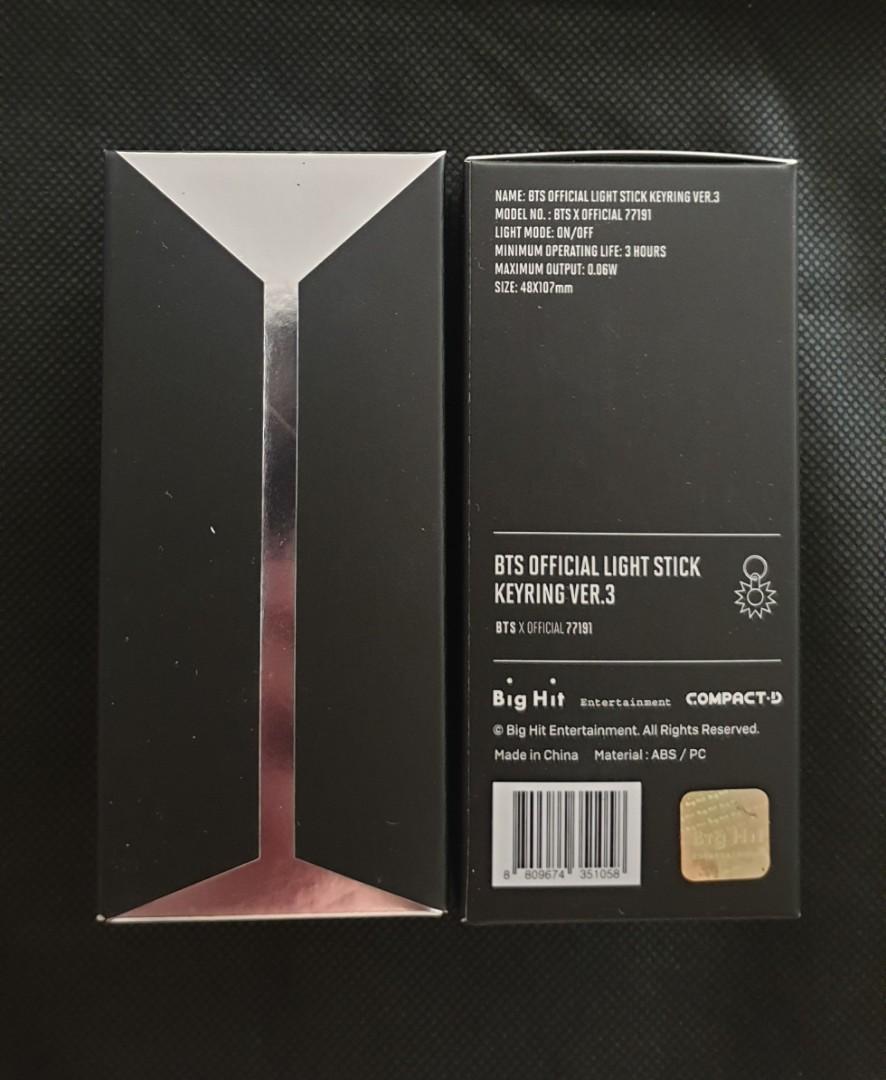 NAME: BTS OFFICIAL LIGHT STICK KEYRING VER.3
MODEL NO. : BTS X OFFICIAL 77191
LIGHT MODE: ON/OFF
MINIMUM OPERATING LIFE: 3 HOURS
MAXIMUM OUTPUT: 0.06W
SIZE: 48X107mm
BTS OFFICIAL LIGHT STICK
KEYRING VER.3
BTS X OFFICIAL 77191
Big Hit Entertainment COMPACT·D
© Big Hit Entertainment. All Rights Reserved.
Made in China Material : ABS / PC
8 809674 351058
Big Hit
ENTERTAINMENT